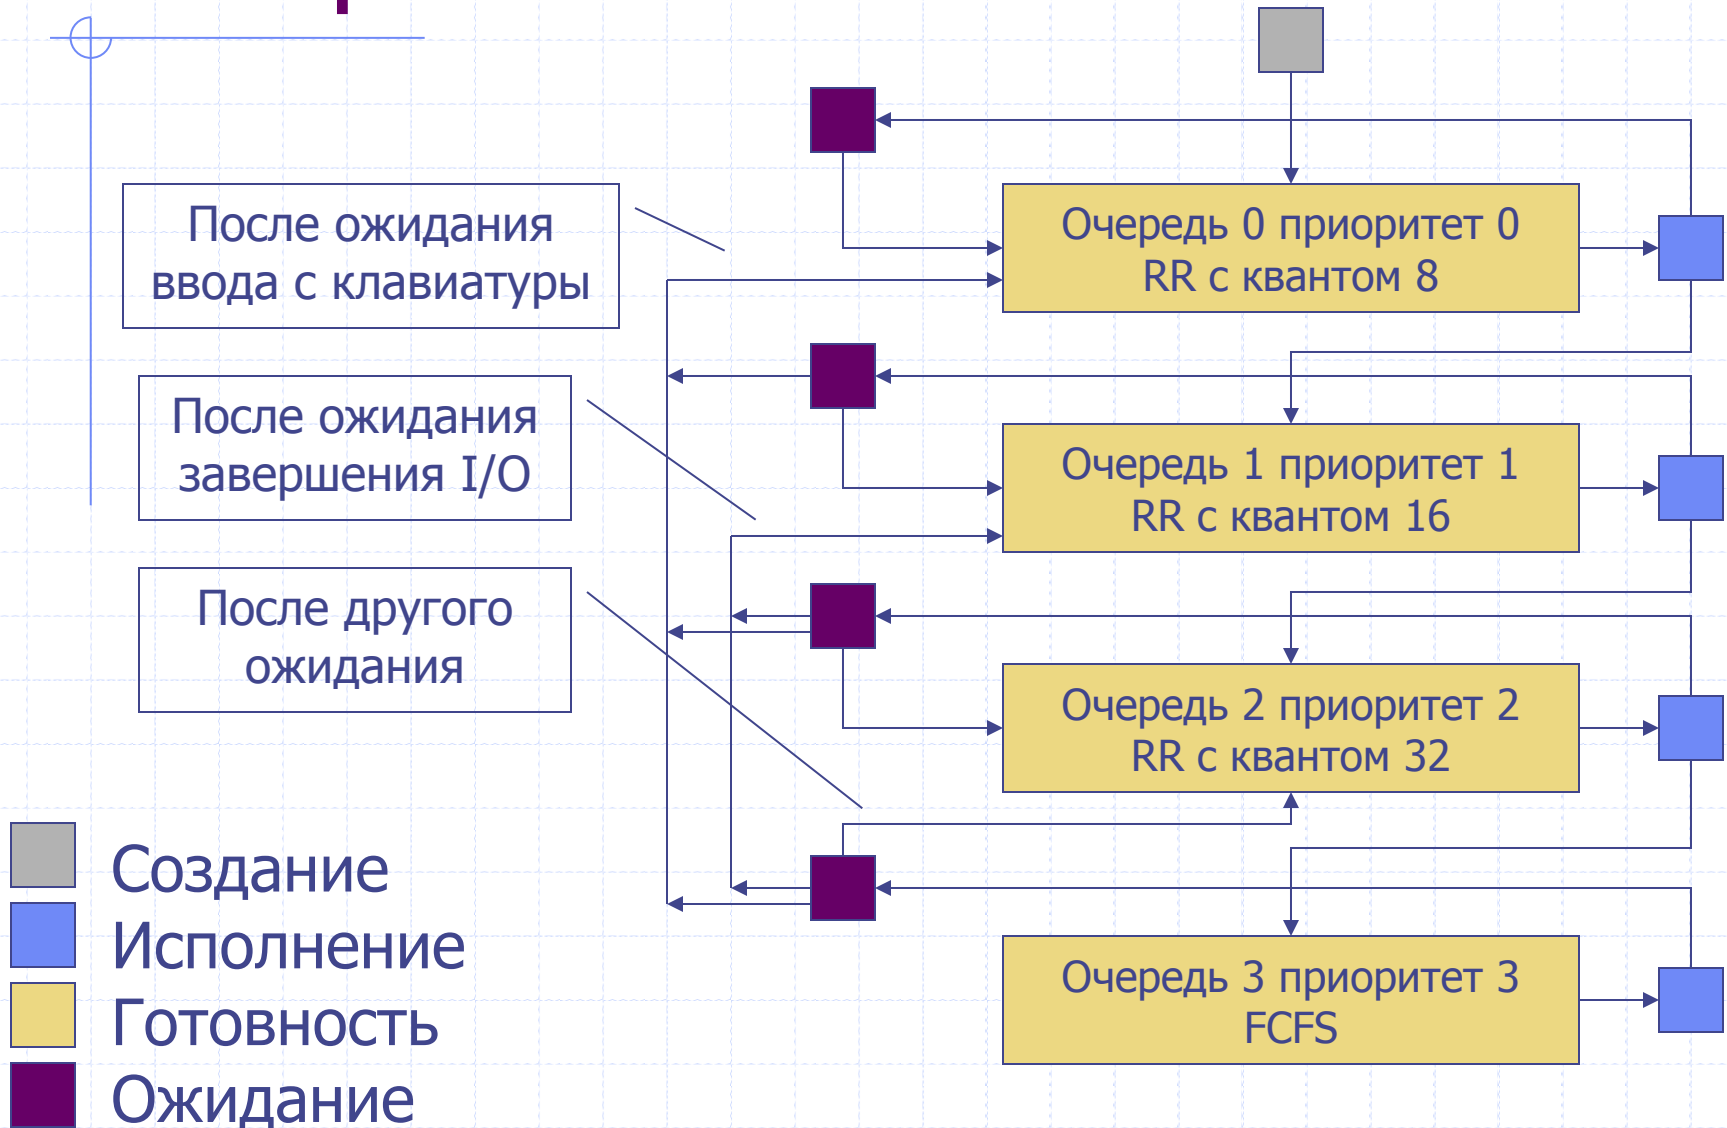 После ожидания
ввода с клавиатуры
После ожидания
завершения I/O
После другого
ожидания
Очередь 0 приоритет 0
RR с квантом 8
Очередь 1 приоритет 1
RR с квантом 16
Очередь 2 приоритет 2
RR с квантом 32
Очередь 3 приоритет 3
FCFS
Создание
Исполнение
Готовность
Ожидание